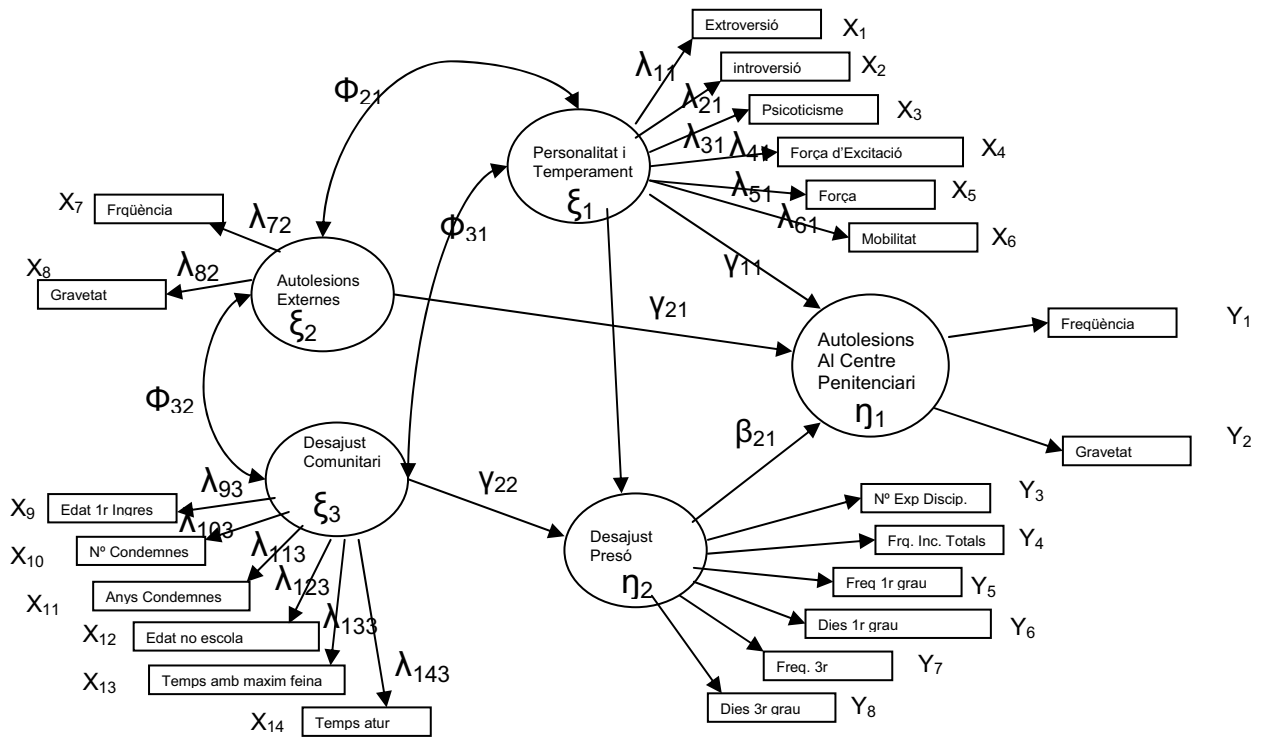 Extroversió X1
λ11
introversió X2
λ21
Psicoticisme X3
λ31
Força d'Excitació X4
λ41
Força X5
λ51
Mobilitat X6
λ61
Personalitat i
Temperament
ξ1
Φ21
Φ31
Φ32
X7 Frqüència
λ72
X8 Gravetat
λ82
Autolesions
Externes
ξ2
γ11
γ21
Autolesions
Al Centre
Penitenciari
η1
Freqüència Y1
Gravetat Y2
β21
Desajust
Comunitari
ξ3
γ22
λ93
X9 Edat 1r Ingres
λ103
X10 Nº Condemnes
λ113
X11 Anys Condemnes
λ123
X12 Edat no escola
λ133
X13 Temps amb maxim feina
λ143
X14 Temps atur
Desajust
Presó
η2
Nº Exp Discip. Y3
Frq. Inc. Totals Y4
Freq 1r grau Y5
Dies 1r grau Y6
Freq. 3r Y7
Dies 3r grau Y8